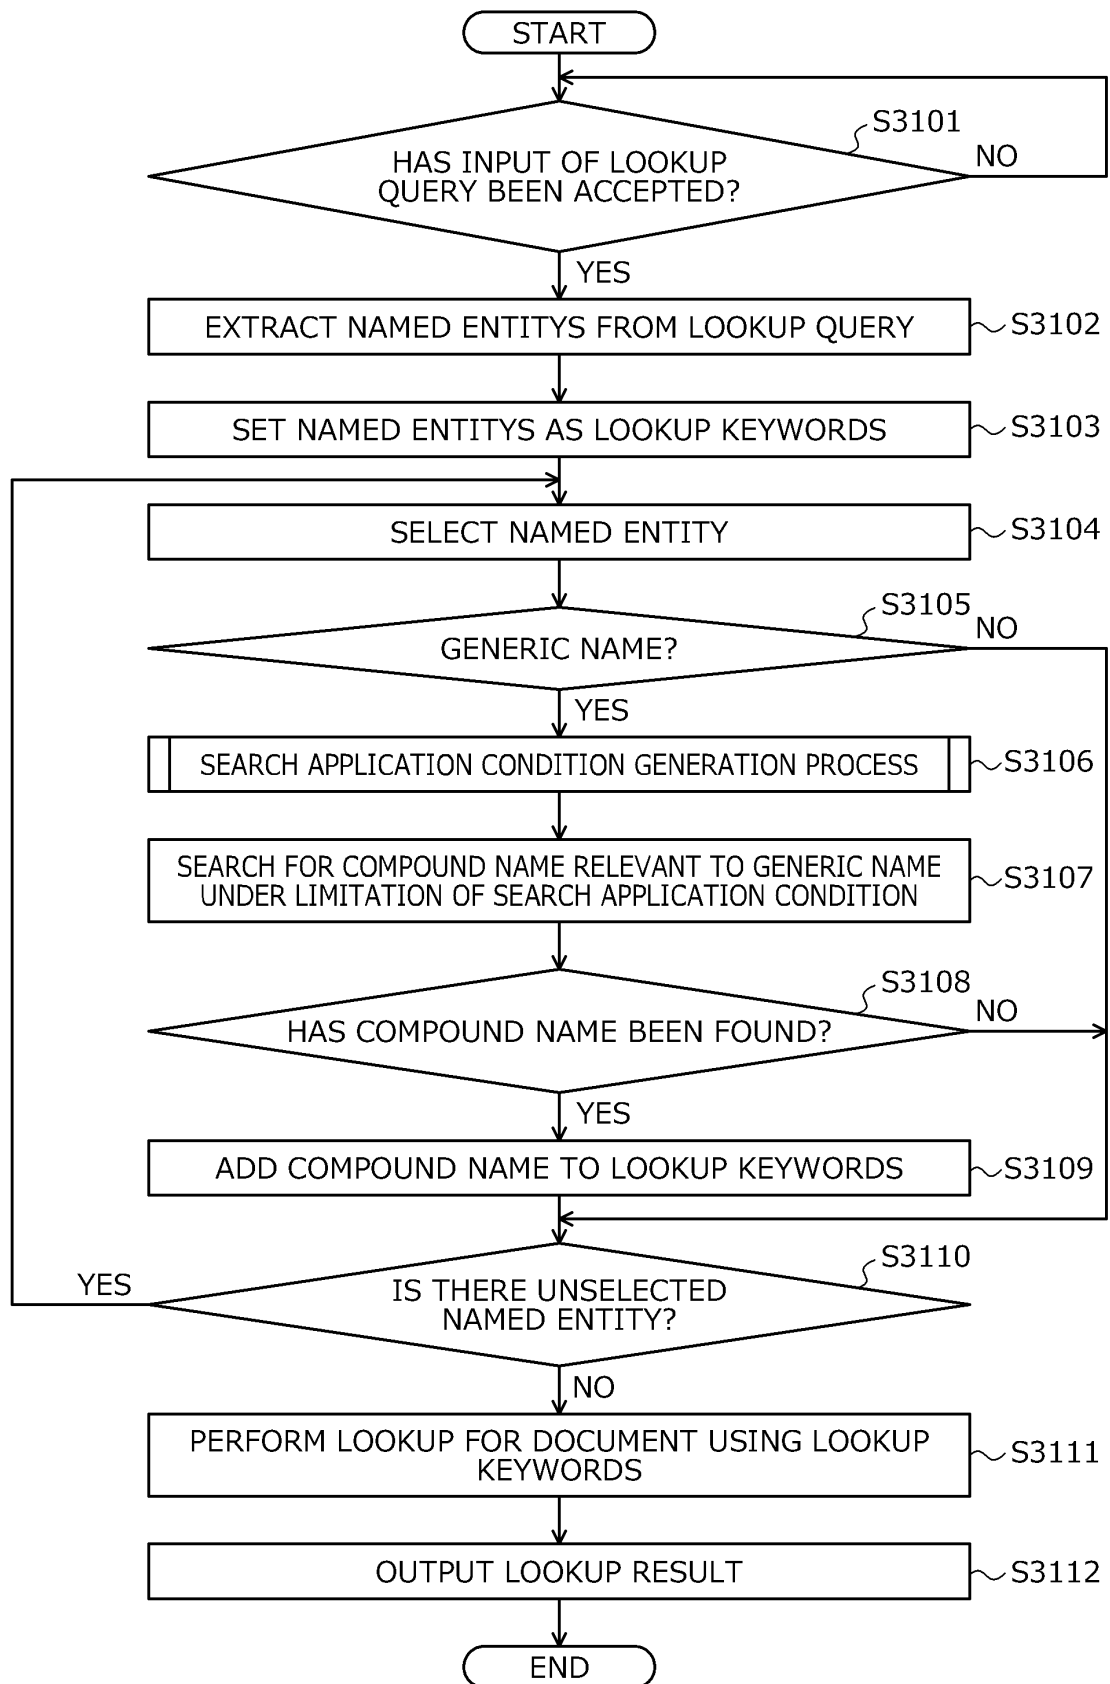 START
S3101
HAS INPUT OF LOOKUP
QUERY BEEN ACCEPTED?
NO
YES
EXTRACT NAMED ENTITYS FROM LOOKUP QUERY
S3102
SET NAMED ENTITYS AS LOOKUP KEYWORDS
S3103
SELECT NAMED ENTITY
S3104
S3105
GENERIC NAME?
NO
YES
SEARCH APPLICATION CONDITION GENERATION PROCESS
S3106
SEARCH FOR COMPOUND NAME RELEVANT TO GENERIC NAME
UNDER LIMITATION OF SEARCH APPLICATION CONDITION
S3107
S3108
HAS COMPOUND NAME BEEN FOUND?
NO
YES
ADD COMPOUND NAME TO LOOKUP KEYWORDS
S3109
S3110
YES
IS THERE UNSELECTED
NAMED ENTITY?
NO
PERFORM LOOKUP FOR DOCUMENT USING LOOKUP
KEYWORDS
S3111
OUTPUT LOOKUP RESULT
S3112
END